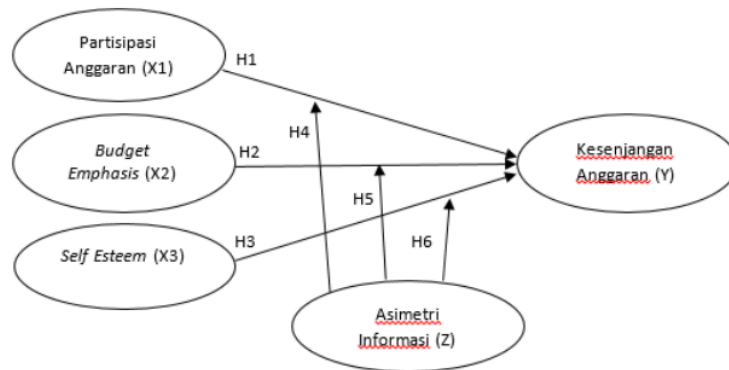 Partisipasi
Anggaran (X1)
H1
H4
Budget
Emphasis (X2)
H2
Kesenjangan
Anggaran (Y)
H5
Self Esteem (X3)
H3
H6
Asimetri
Informasi (Z)